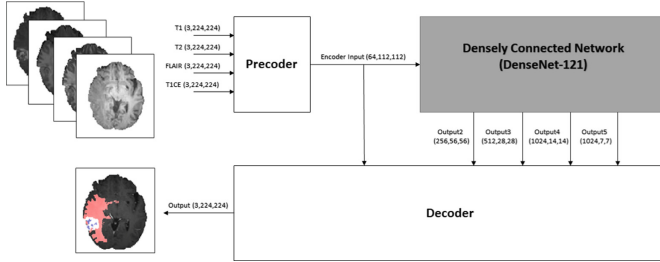 T1 (3,224,224)
T2 (3,224,224)
FLAIR (3,224,224)
T1CE (3,224,224)
Precoder
Encoder Input (64,112,112)
Densely Connected Network
(DenseNet-121)
Output2
(256,56,56)
Output3
(512,28,28)
Output4
(1024,14,14)
Output5
(1024,7,7)
Output (3,224,224)
Decoder